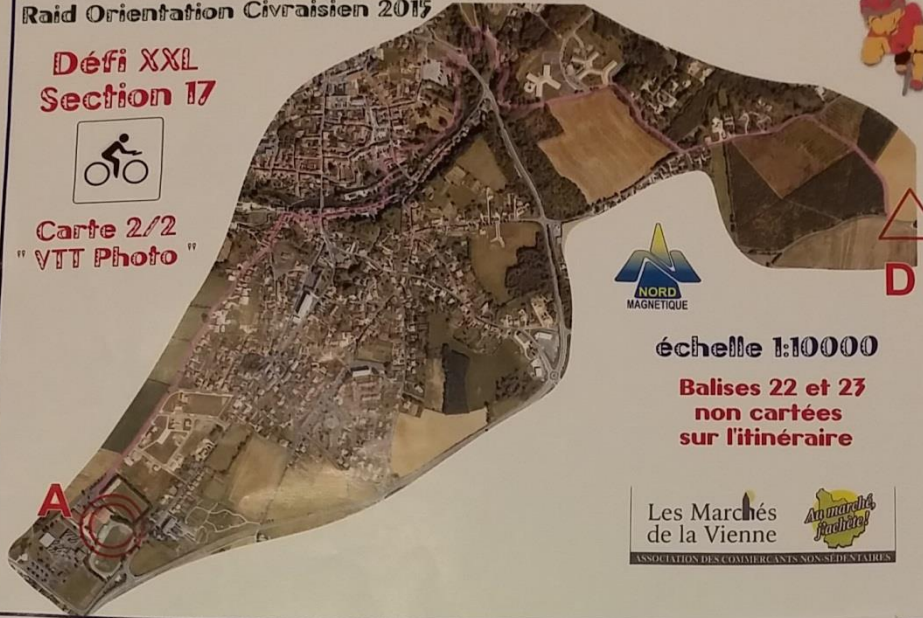 Raid Orientation Civraisien 2015
Défi XXL
Section 17
Carte 2/2
" VTT Photo "
NORD
MAGNETIQUE
D
échelle 1:10000
Balises 22 et 23
non cartées
sur l'itinéraire
A
Les Marchés
de la Vienne
Au marché,
j'achète!
ASSOCIATION DES COMMERCANTS NON-SÉDENTAIRES